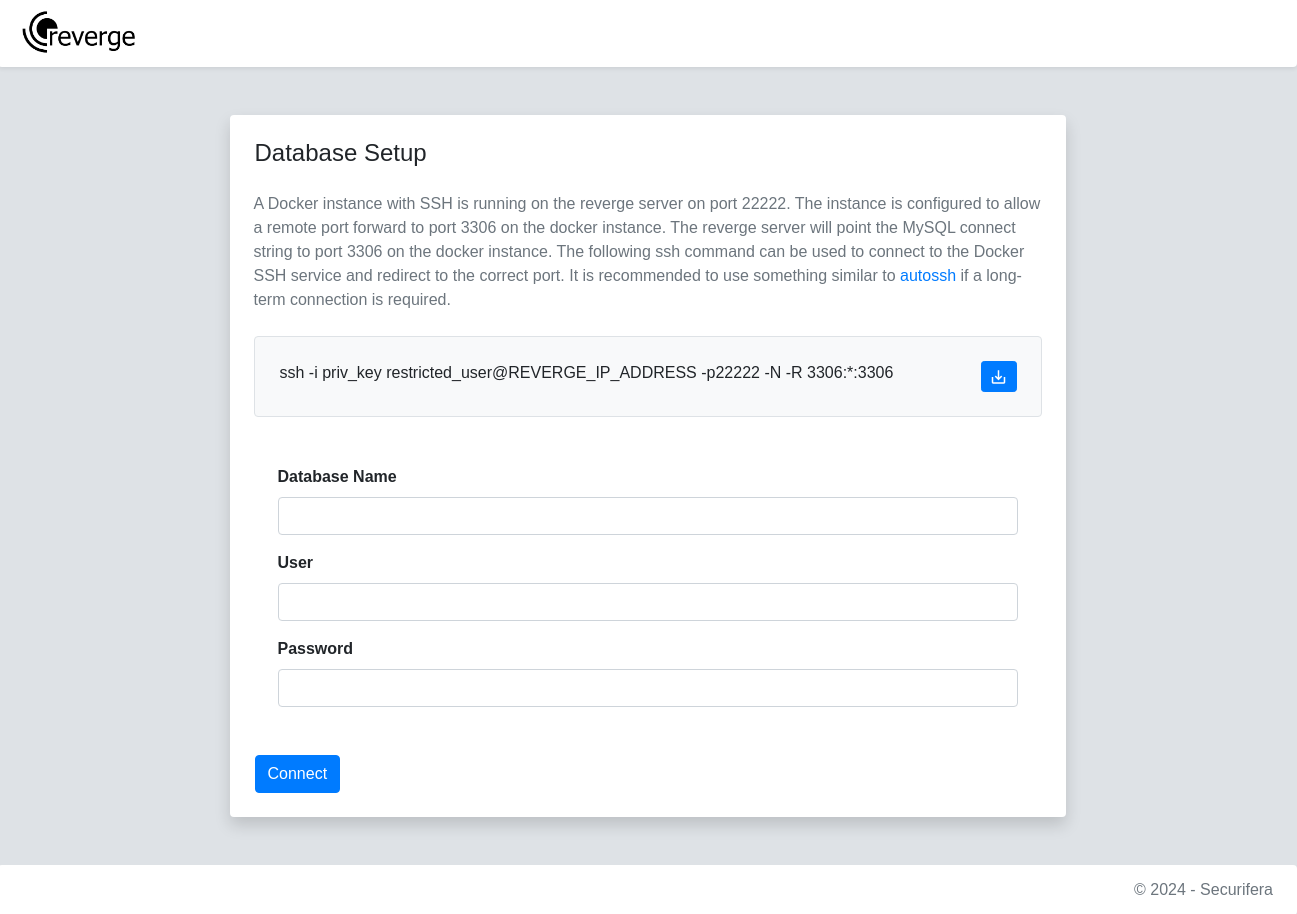 reverge
Database Setup
A Docker instance with SSH is running on the reverge server on port 22222. The instance is configured to allow
a remote port forward to port 3306 on the docker instance. The reverge server will point the MySQL connect
string to port 3306 on the docker instance. The following ssh command can be used to connect to the Docker
SSH service and redirect to the correct port. It is recommended to use something similar to autossh if a long-
term connection is required.
ssh -i priv_key restricted_user@REVERGE_IP_ADDRESS -p22222 -N -R 3306:*:3306
Database Name
User
Password
Connect
© 2024 - Securifera